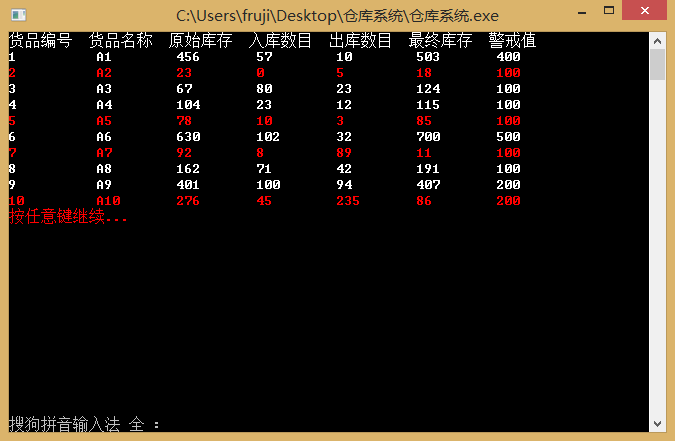 C:\Users\fruji\Desktop\仓库系统\仓库系统.exe
货品编号 货品名称 原始库存 入库数目 出库数目 最终库存 警戒值
1 A1 456 57 10 503 400
2 A2 23 0 5 18 100
3 A3 67 80 23 124 100
4 A4 104 23 12 115 100
5 A5 78 10 3 85 100
6 A6 630 102 32 700 500
7 A7 92 8 89 11 100
8 A8 162 71 42 191 100
9 A9 401 100 94 407 200
10 A10 276 45 235 86 200
按任意键继续...
搜狗拼音输入法 全 :